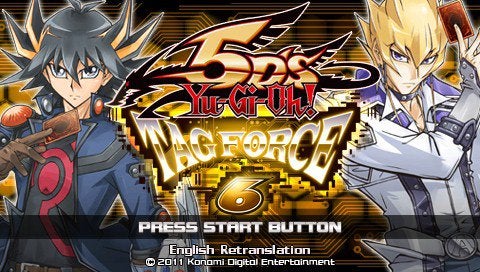 5D's
Yu-Gi-Oh!
TAG FORCE
6
PRESS START BUTTON
English Retranslation
© 2011 Konami Digital Entertainment